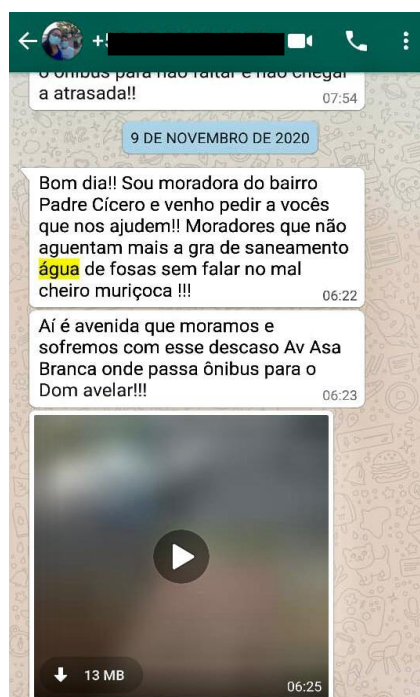 +5
o ônibus para não faltar e não chegar
a atrasada!!
07:54
9 DE NOVEMBRO DE 2020
Bom dia!! Sou moradora do bairro
Padre Cícero e venho pedir a vocês
que nos ajudem!! Moradores que não
aguentam mais a gra de saneamento
água de fosas sem falar no mal
cheiro muriçoca !!!
06:22
Aí é avenida que moramos e
sofremos com esse descaso Av Asa
Branca onde passa ênibus para o
Dom avelar!!!
06:23
13 MB
06:25